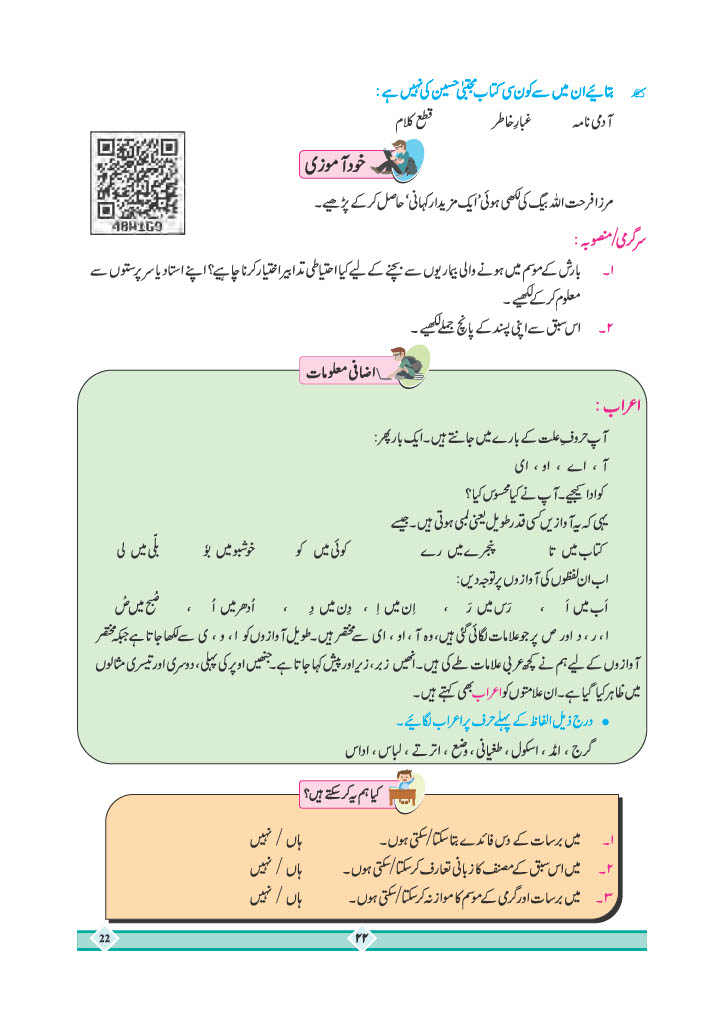 بتائیے ان میں سے کون سی کتاب مجتبیٰ حسین کی نہیں ہے :
آدمی نامہ غبارِ خاطر قطع کلام
4BW1G9
خود آموزی
مرزا فرحت اللہ بیگ کی لکھی ہوئی 'ایک مزیدار کہانی' حاصل کر کے پڑھیے۔
سرگرمی/منصوبہ :
۱۔ بارش کے موسم میں ہونے والی بیماریوں سے بچنے کے لیے کیا احتیاطی تدابیر اختیار کرنا چاہیے؟ اپنے استاد یا سرپرستوں سے
معلوم کر کے لکھیے۔
۲۔ اس سبق سے اپنی پسند کے پانچ جملے لکھیے۔
اضافی معلومات
اعراب :
آپ حروفِ علت کے بارے میں جانتے ہیں۔ ایک بار پھر:
آ ، اے ، او ، ای
کو ادا کیجیے۔ آپ نے کیا محسوس کیا؟
یہی کہ یہ آوازیں کسی قدر طویل یعنی لمبی ہوتی ہیں۔ جیسے
کتاب میں تا پنجرے میں رے کوئی میں کو خوشبو میں بوٗ بلّی میں لی
اب ان لفظوں کی آوازوں پر توجہ دیں:
اَب میں اَ ، رَس میں رَ ، اِن میں اِ ، دِن میں دِ ، اُدھر میں اُ ، صُبح میں صُ
ا ، ر ، د اور ص پر جو علامات لگائی گئی ہیں، وہ آ ، او ، ای سے مختصر ہیں۔ طویل آوازوں کو ا ، و ، ی سے لکھا جاتا ہے جبکہ مختصر
آوازوں کے لیے ہم نے کچھ عربی علامات طے کی ہیں۔ انھیں زبر، زیر اور پیش کہا جاتا ہے۔ جنھیں اوپر کی پہلی، دوسری اور تیسری مثالوں
میں ظاہر کیا گیا ہے۔ ان علامتوں کو اعراب بھی کہتے ہیں۔
• درج ذیل الفاظ کے پہلے حرف پر اعراب لگائیے۔
گرج ، امڈ ، اسکول ، طغیانی ، وضع ، اترتے ، لباس ، اداس
کیا ہم یہ کر سکتے ہیں؟
۱۔ میں برسات کے دس فائدے بتا سکتا/سکتی ہوں۔ ہاں / نہیں
۲۔ میں اس سبق کے مصنف کا زبانی تعارف کر سکتا/سکتی ہوں۔ ہاں / نہیں
۳۔ میں برسات اور گرمی کے موسم کا موازنہ کر سکتا/سکتی ہوں۔ ہاں / نہیں
۲۲
22